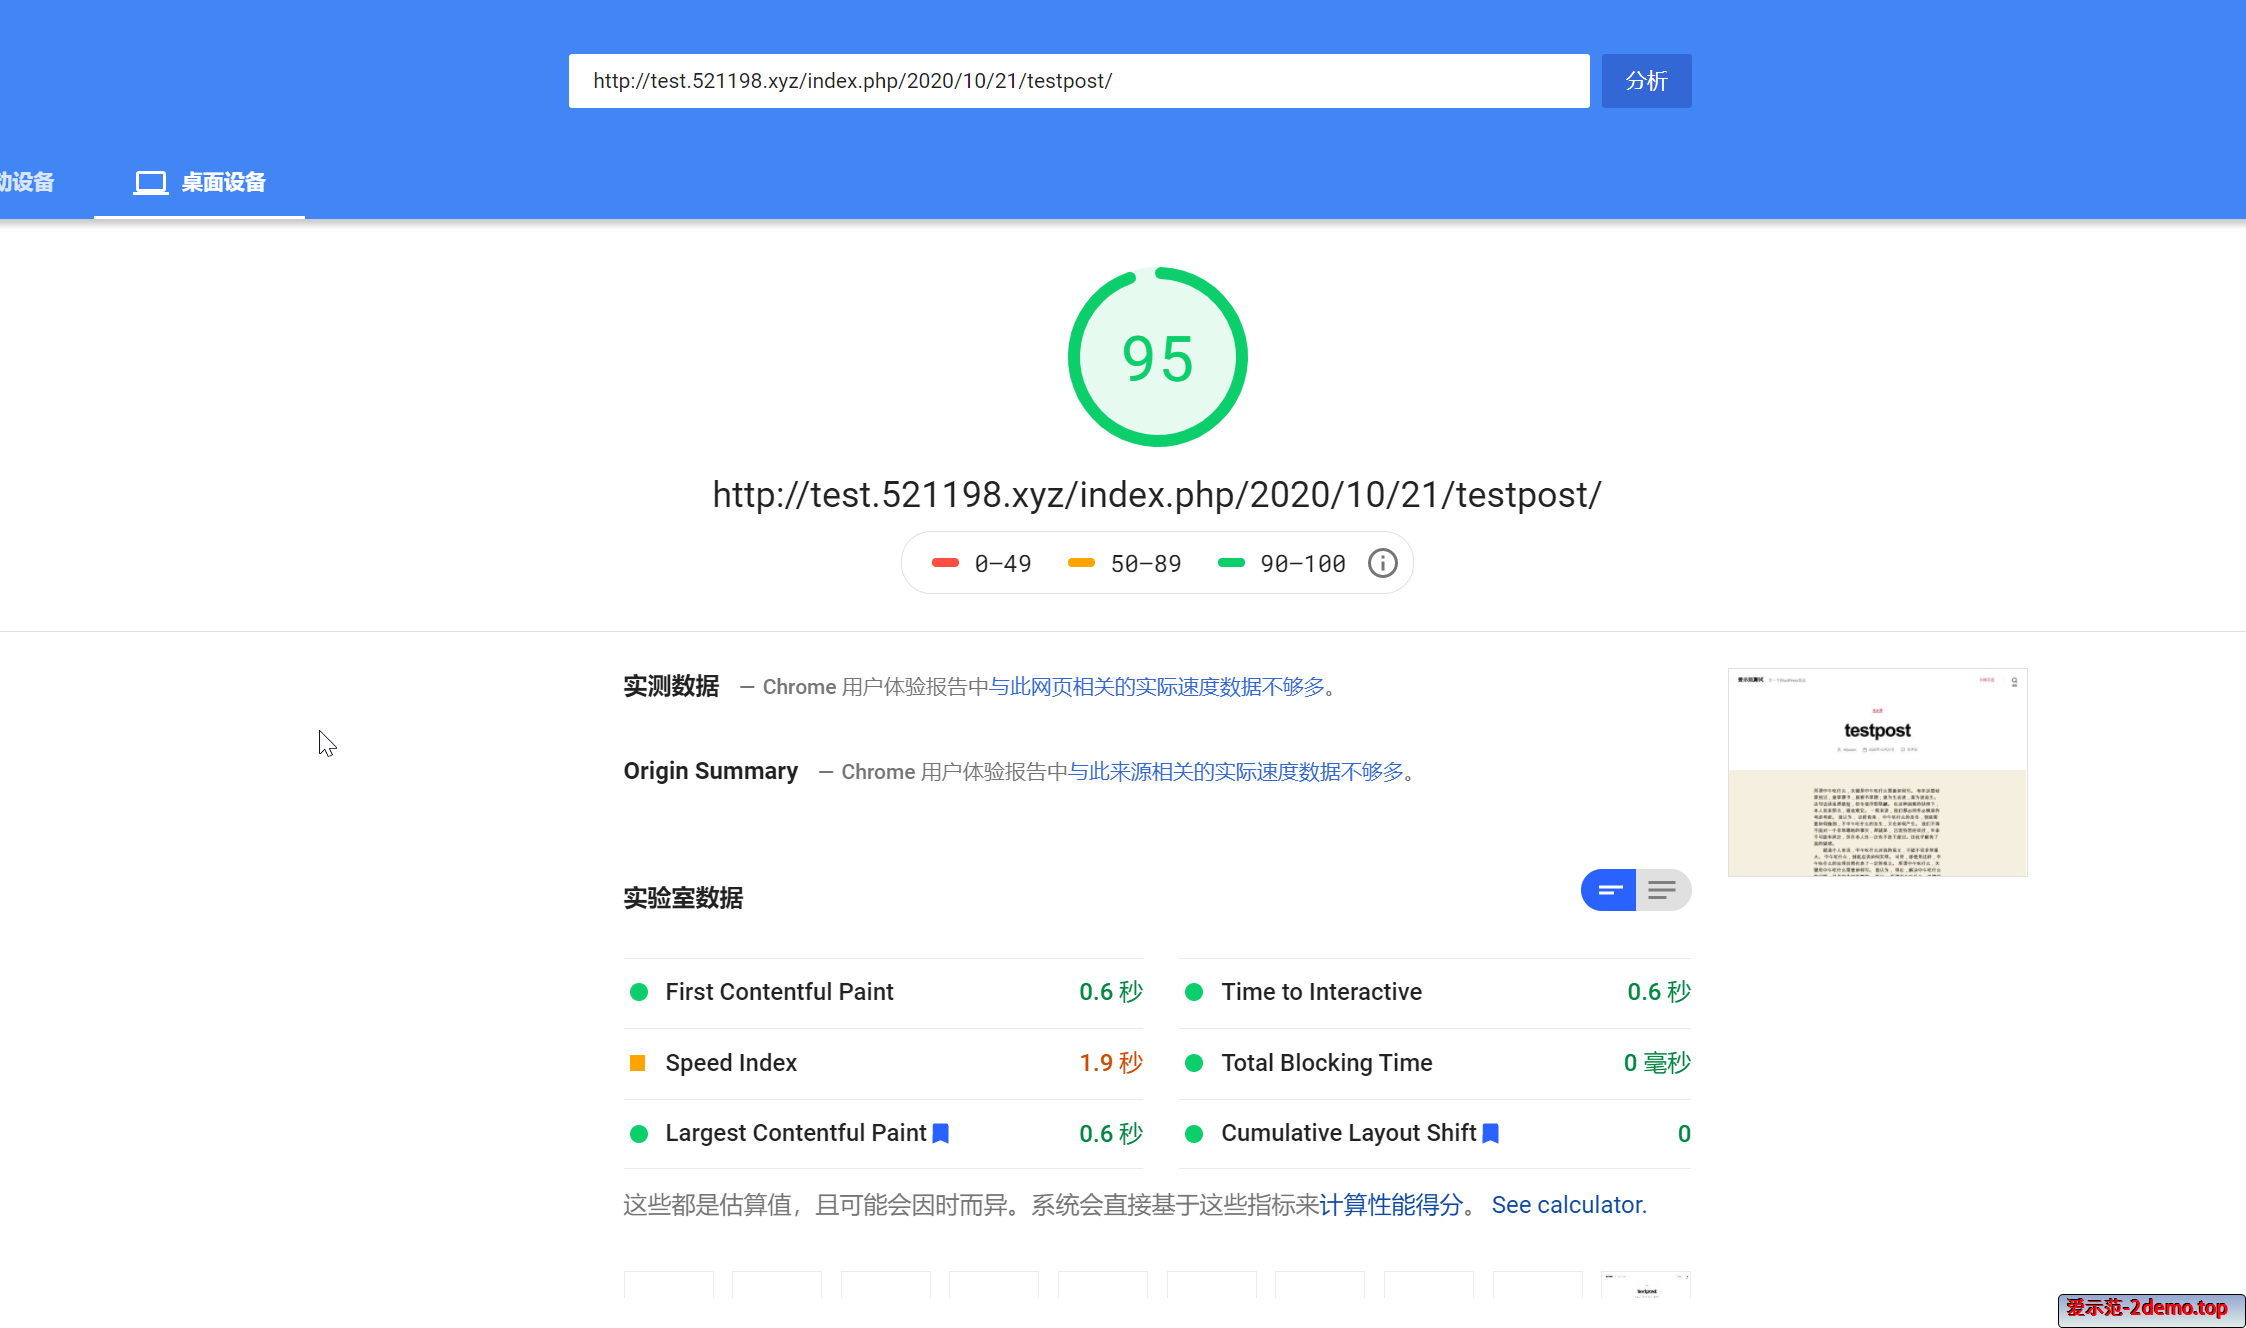 http://test.521198.xyz/index.php/2020/10/21/testpost/
分析
动设备
桌面设备
95
http://test.521198.xyz/index.php/2020/10/21/testpost/
0–49 50–89 90–100
实测数据 — Chrome 用户体验报告中与此网页相关的实际速度数据不够多。
testpost
Origin Summary — Chrome 用户体验报告中与此来源相关的实际速度数据不够多。
实验室数据
First Contentful Paint 0.6 秒
Time to Interactive 0.6 秒
Speed Index 1.9 秒
Total Blocking Time 0 毫秒
Largest Contentful Paint 0.6 秒
Cumulative Layout Shift 0
这些都是估算值，且可能会因时而异。系统会直接基于这些指标来计算性能得分。 See calculator.
testpost
爱示范-2demo.top